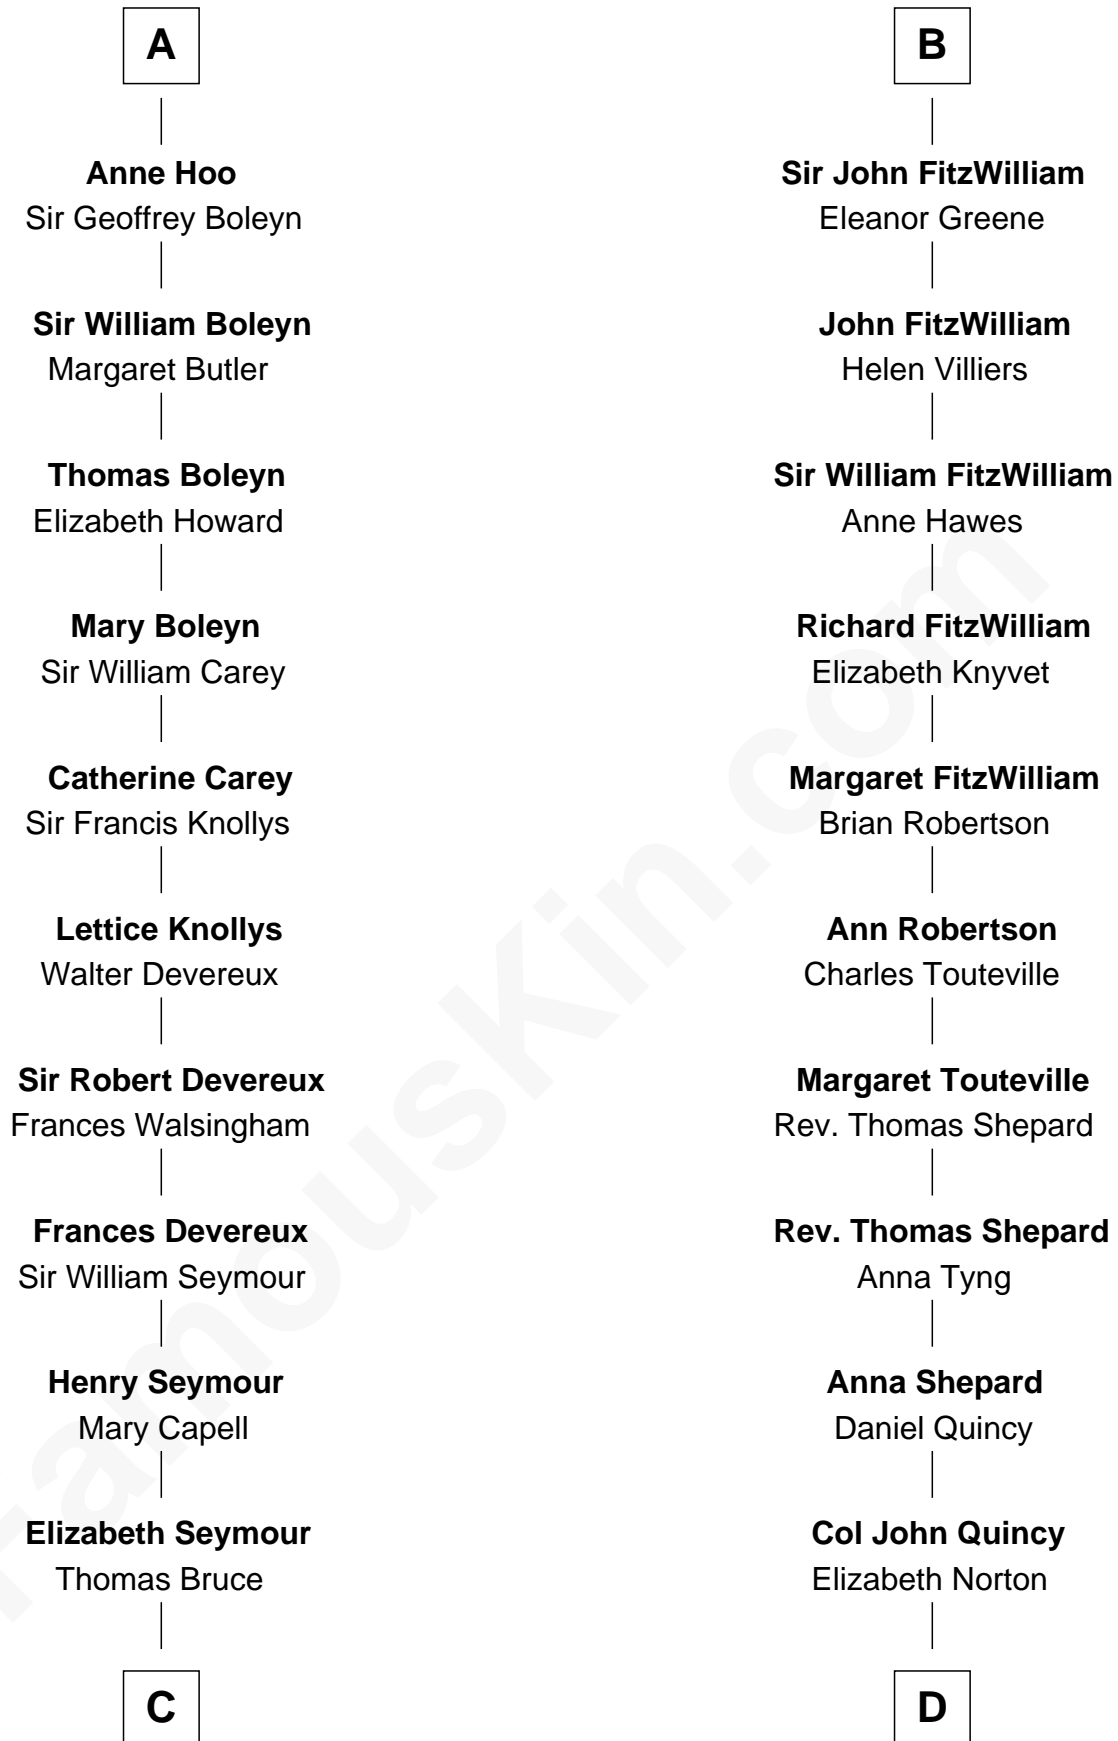 A
Anne Hoo
Sir Geoffrey Boleyn
Sir William Boleyn
Margaret Butler
Thomas Boleyn
Elizabeth Howard
Mary Boleyn
Sir William Carey
Catherine Carey
Sir Francis Knollys
Lettice Knollys
Walter Devereux
Sir Robert Devereux
Frances Walsingham
Frances Devereux
Sir William Seymour
Henry Seymour
Mary Capell
Elizabeth Seymour
Thomas Bruce
C
B
Sir John FitzWilliam
Eleanor Greene
John FitzWilliam
Helen Villiers
Sir William FitzWilliam
Anne Hawes
Richard FitzWilliam
Elizabeth Knyvet
Margaret FitzWilliam
Brian Robertson
Ann Robertson
Charles Touteville
Margaret Touteville
Rev. Thomas Shepard
Rev. Thomas Shepard
Anna Tyng
Anna Shepard
Daniel Quincy
Col John Quincy
Elizabeth Norton
D
FamousKin.com